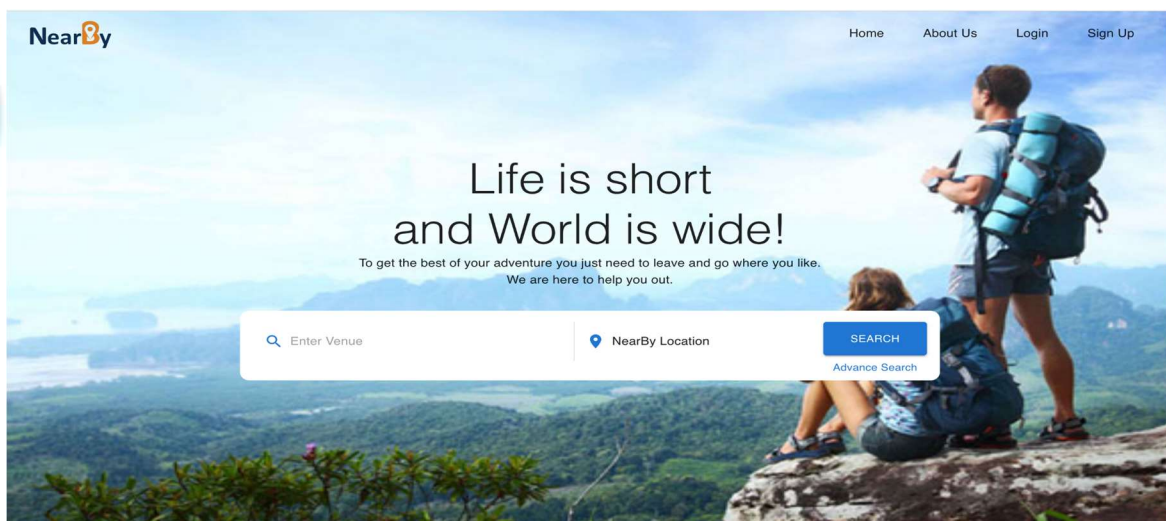 NearBy
Home About Us Login Sign Up
Life is short
and World is wide!
To get the best of your adventure you just need to leave and go where you like.
We are here to help you out.
Enter Venue NearBy Location SEARCH
Advance Search